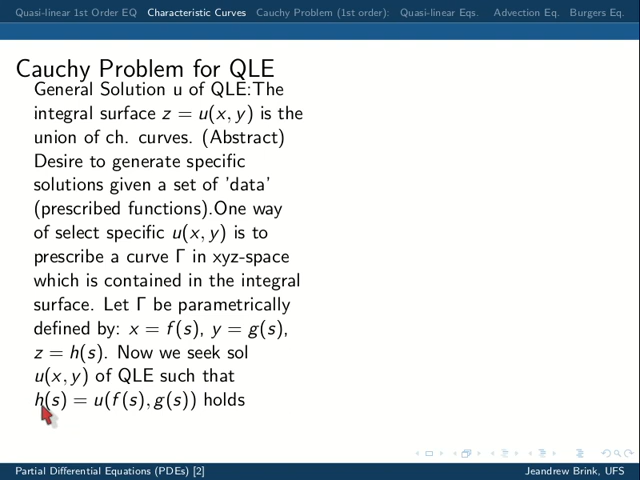 Quasi-linear 1st Order EQ Characteristic Curves Cauchy Problem (1st order): Quasi-linear Eqs. Advection Eq. Burgers Eq.
Cauchy Problem for QLE
General Solution u of QLE:The
integral surface z = u(x, y) is the
union of ch. curves. (Abstract)
Desire to generate specific
solutions given a set of 'data'
(prescribed functions).One way
of select specific u(x, y) is to
prescribe a curve Γ in xyz-space
which is contained in the integral
surface. Let Γ be parametrically
defined by: x = f(s), y = g(s),
z = h(s). Now we seek sol
u(x, y) of QLE such that
h(s) = u(f(s), g(s)) holds
Partial Differential Equations (PDEs) [2] Jeandrew Brink, UFS